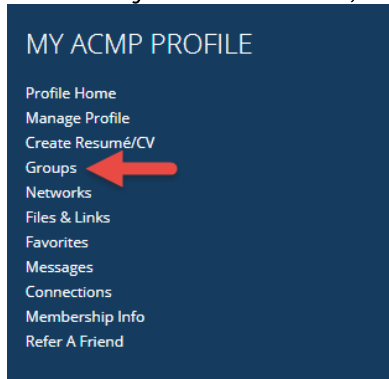 MY ACMP PROFILE
Profile Home
Manage Profile
Create Resumé/CV
Groups
Networks
Files & Links
Favorites
Messages
Connections
Membership Info
Refer A Friend